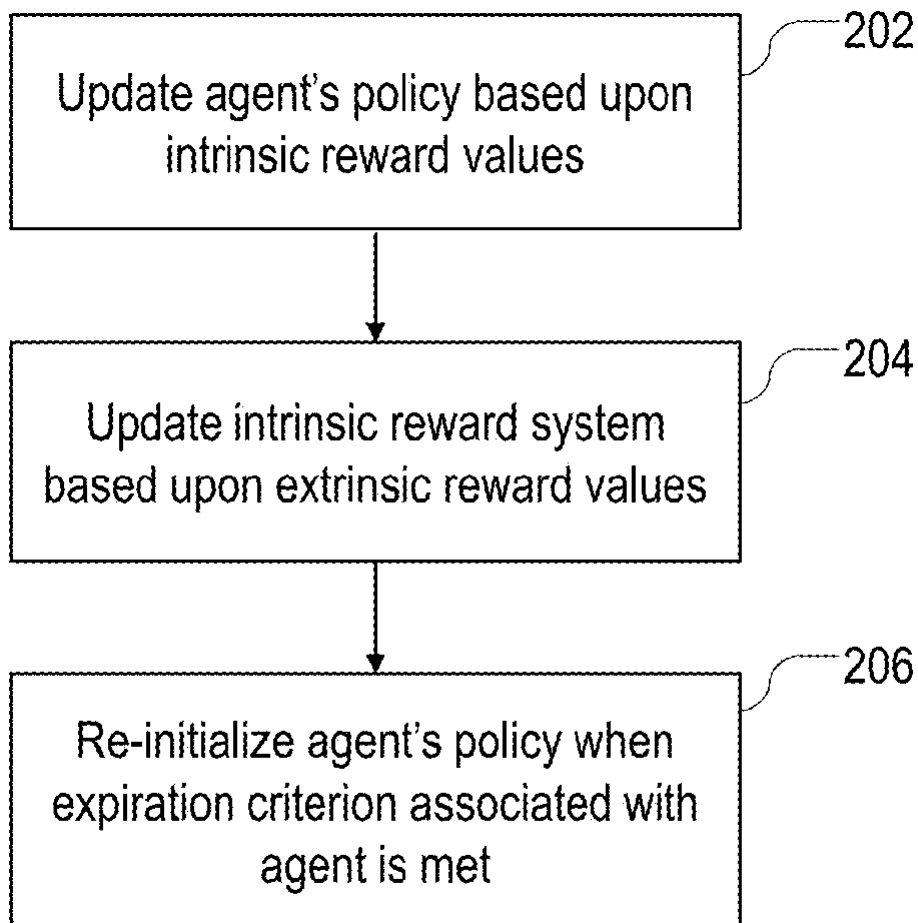 202
Update agent's policy based upon
intrinsic reward values
204
Update intrinsic reward system
based upon extrinsic reward values
206
Re-initialize agent's policy when
expiration criterion associated with
agent is met